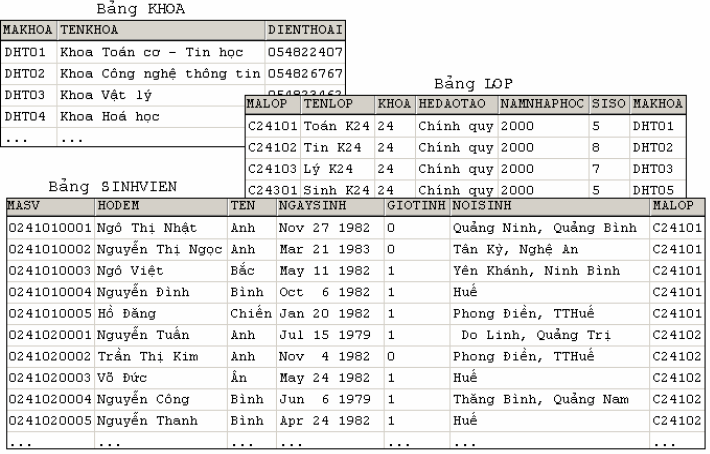 Bảng KHOA
MAKHOA TENKHOA DIENTHOAI
DHT01 Khoa Toán cơ - Tin học 054822407
DHT02 Khoa Công nghệ thông tin 054826767
DHT03 Khoa Vật lý
DHT04 Khoa Hoá học
... ...
Bảng LOP
MALOP TENLOP KHOA HEDAOTAO NAMNHAPHOC SISO MAKHOA
C24101 Toán K24 24 Chính quy 2000 5 DHT01
C24102 Tin K24 24 Chính quy 2000 8 DHT02
C24103 Lý K24 24 Chính quy 2000 7 DHT03
C24301 Sinh K24 24 Chính quy 2000 5 DHT05
Bảng SINHVIEN
MASV HODEM TEN NGAYSINH GIOTINH NOISINH MALOP
0241010001 Ngô Thị Nhật Anh Nov 27 1982 0 Quảng Ninh, Quảng Bình C24101
0241010002 Nguyễn Thị Ngọc Anh Mar 21 1983 0 Tân Kỳ, Nghệ An C24101
0241010003 Ngô Việt Bắc May 11 1982 1 Yên Khánh, Ninh Bình C24101
0241010004 Nguyễn Đình Bình Oct 6 1982 1 Huế C24101
0241010005 Hồ Đăng Chiến Jan 20 1982 1 Phong Điền, TTHuế C24101
0241020001 Nguyễn Tuấn Anh Jul 15 1979 1 Do Linh, Quảng Trị C24102
0241020002 Trần Thị Kim Anh Nov 4 1982 0 Phong Điền, TTHuế C24102
0241020003 Võ Đức Ân May 24 1982 1 Huế C24102
0241020004 Nguyễn Công Bình Jun 6 1979 1 Thăng Bình, Quảng Nam C24102
0241020005 Nguyễn Thanh Bình Apr 24 1982 1 Huế C24102
... ... ... ... ... ... ...